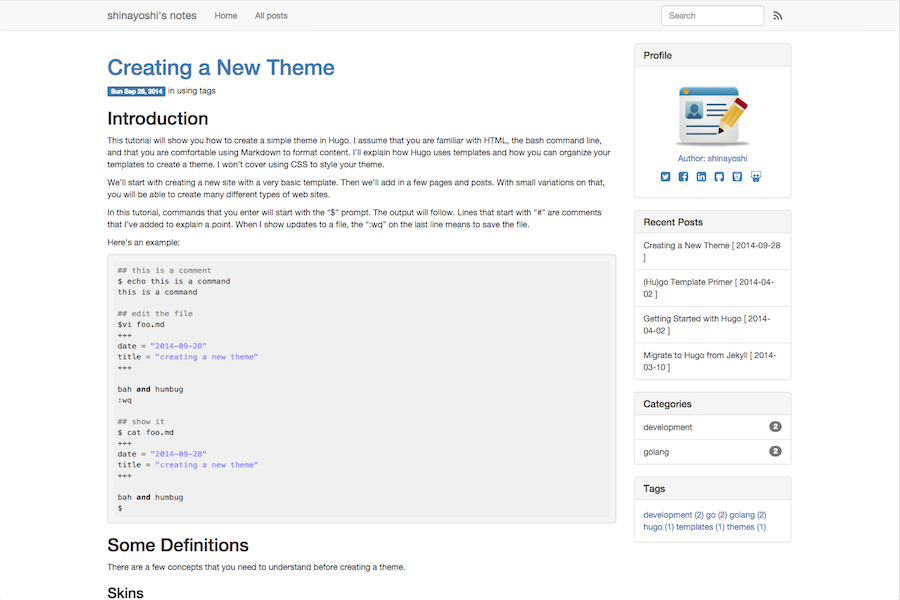 shinayoshi's notes Home All posts Search
Creating a New Theme
Sun Sep 28, 2014 in using tags
Introduction
This tutorial will show you how to create a simple theme in Hugo. I assume that you are familiar with HTML, the bash command line,
and that you are comfortable using Markdown to format content. I'll explain how Hugo uses templates and how you can organize your
templates to create a theme. I won't cover using CSS to style your theme.
We'll start with creating a new site with a very basic template. Then we'll add in a few pages and posts. With small variations on that,
you will be able to create many different types of web sites.
In this tutorial, commands that you enter will start with the "$" prompt. The output will follow. Lines that start with "#" are comments
that I've added to explain a point. When I show updates to a file, the ":wq" on the last line means to save the file.
Here's an example:
## this is a comment
$ echo this is a command
this is a command
## edit the file
$vi foo.md
+++
date = "2014-09-28"
title = "creating a new theme"
+++
bah and humbug
:wq
## show it
$ cat foo.md
+++
date = "2014-09-28"
title = "creating a new theme"
+++
bah and humbug
$
Some Definitions
There are a few concepts that you need to understand before creating a theme.
Skins
Profile
Author: shinayoshi
Recent Posts
Creating a New Theme [ 2014-09-28
]
(Hu)go Template Primer [ 2014-04-
02 ]
Getting Started with Hugo [ 2014-
04-02 ]
Migrate to Hugo from Jekyll [ 2014-
03-10 ]
Categories
development 2
golang 2
Tags
development (2) go (2) golang (2)
hugo (1) templates (1) themes (1)